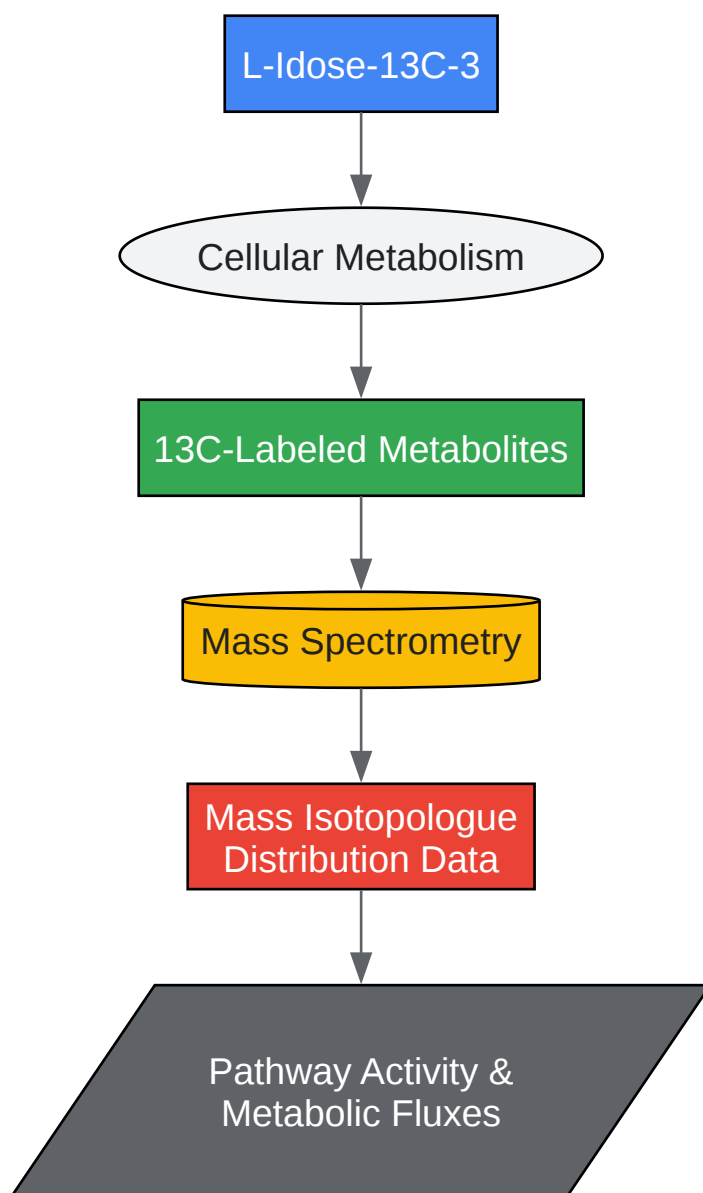 L-Idose-13C-3
Cellular Metabolism
13C-Labeled Metabolites
Mass Spectrometry
Mass Isotopologue
Distribution Data
Pathway Activity &
Metabolic Fluxes